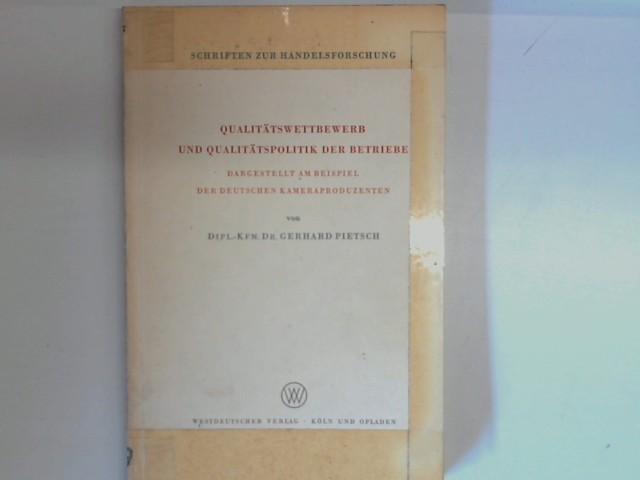 SCHRIFTEN ZUR HANDELSFORSCHUNG
QUALITÄTSWETTBEWERB
UND QUALITÄTSPOLITIK DER BETRIEBE
DARGESTELLT AM BEISPIEL
DER DEUTSCHEN KAMERAPRODUZENTEN
von
DIPL.-KFM. DR. GERHARD PIETSCH
W
WESTDEUTSCHER VERLAG · KÖLN UND OPLADEN